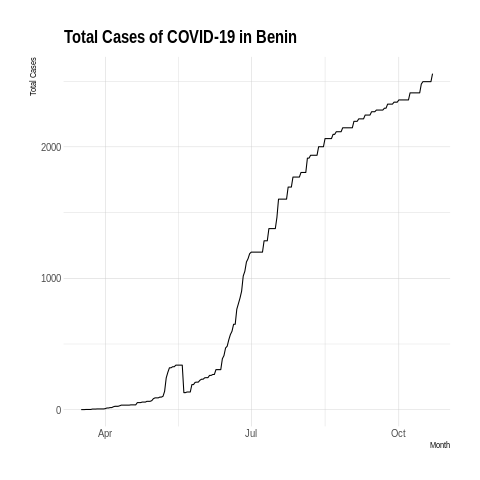 Total Cases of COVID-19 in Benin
Total Cases
2000
1000
0
Apr
Jul
Oct
Month